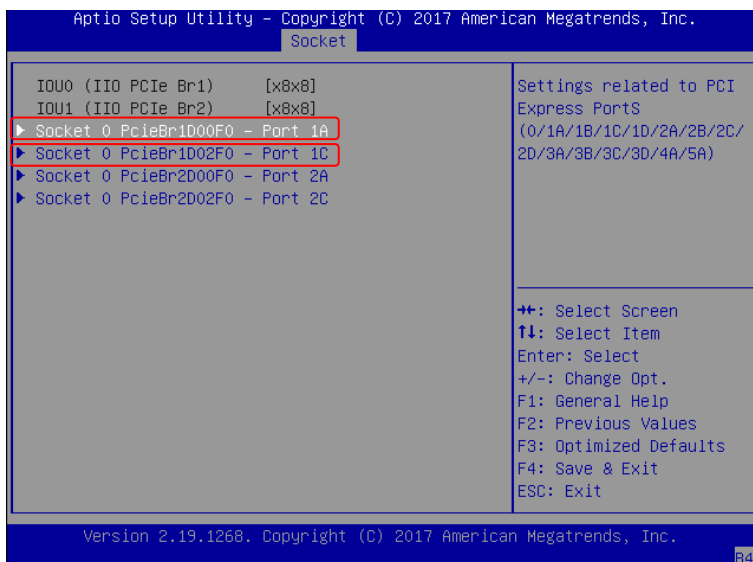 Aptio Setup Utility – Copyright (C) 2017 American Megatrends, Inc.
Socket
IOU0 (IIO PCIe Br1) [x8x8]
IOU1 (IIO PCIe Br2) [x8x8]
▶ Socket 0 PcieBr1D00F0 – Port 1A
▶ Socket 0 PcieBr1D02F0 – Port 1C
▶ Socket 0 PcieBr2D00F0 – Port 2A
▶ Socket 0 PcieBr2D02F0 – Port 2C
Settings related to PCI
Express PortS
(0/1A/1B/1C/1D/2A/2B/2C/
2D/3A/3B/3C/3D/4A/5A)
→←: Select Screen
↑↓: Select Item
Enter: Select
+/-: Change Opt.
F1: General Help
F2: Previous Values
F3: Optimized Defaults
F4: Save & Exit
ESC: Exit
Version 2.19.1268. Copyright (C) 2017 American Megatrends, Inc.
B4